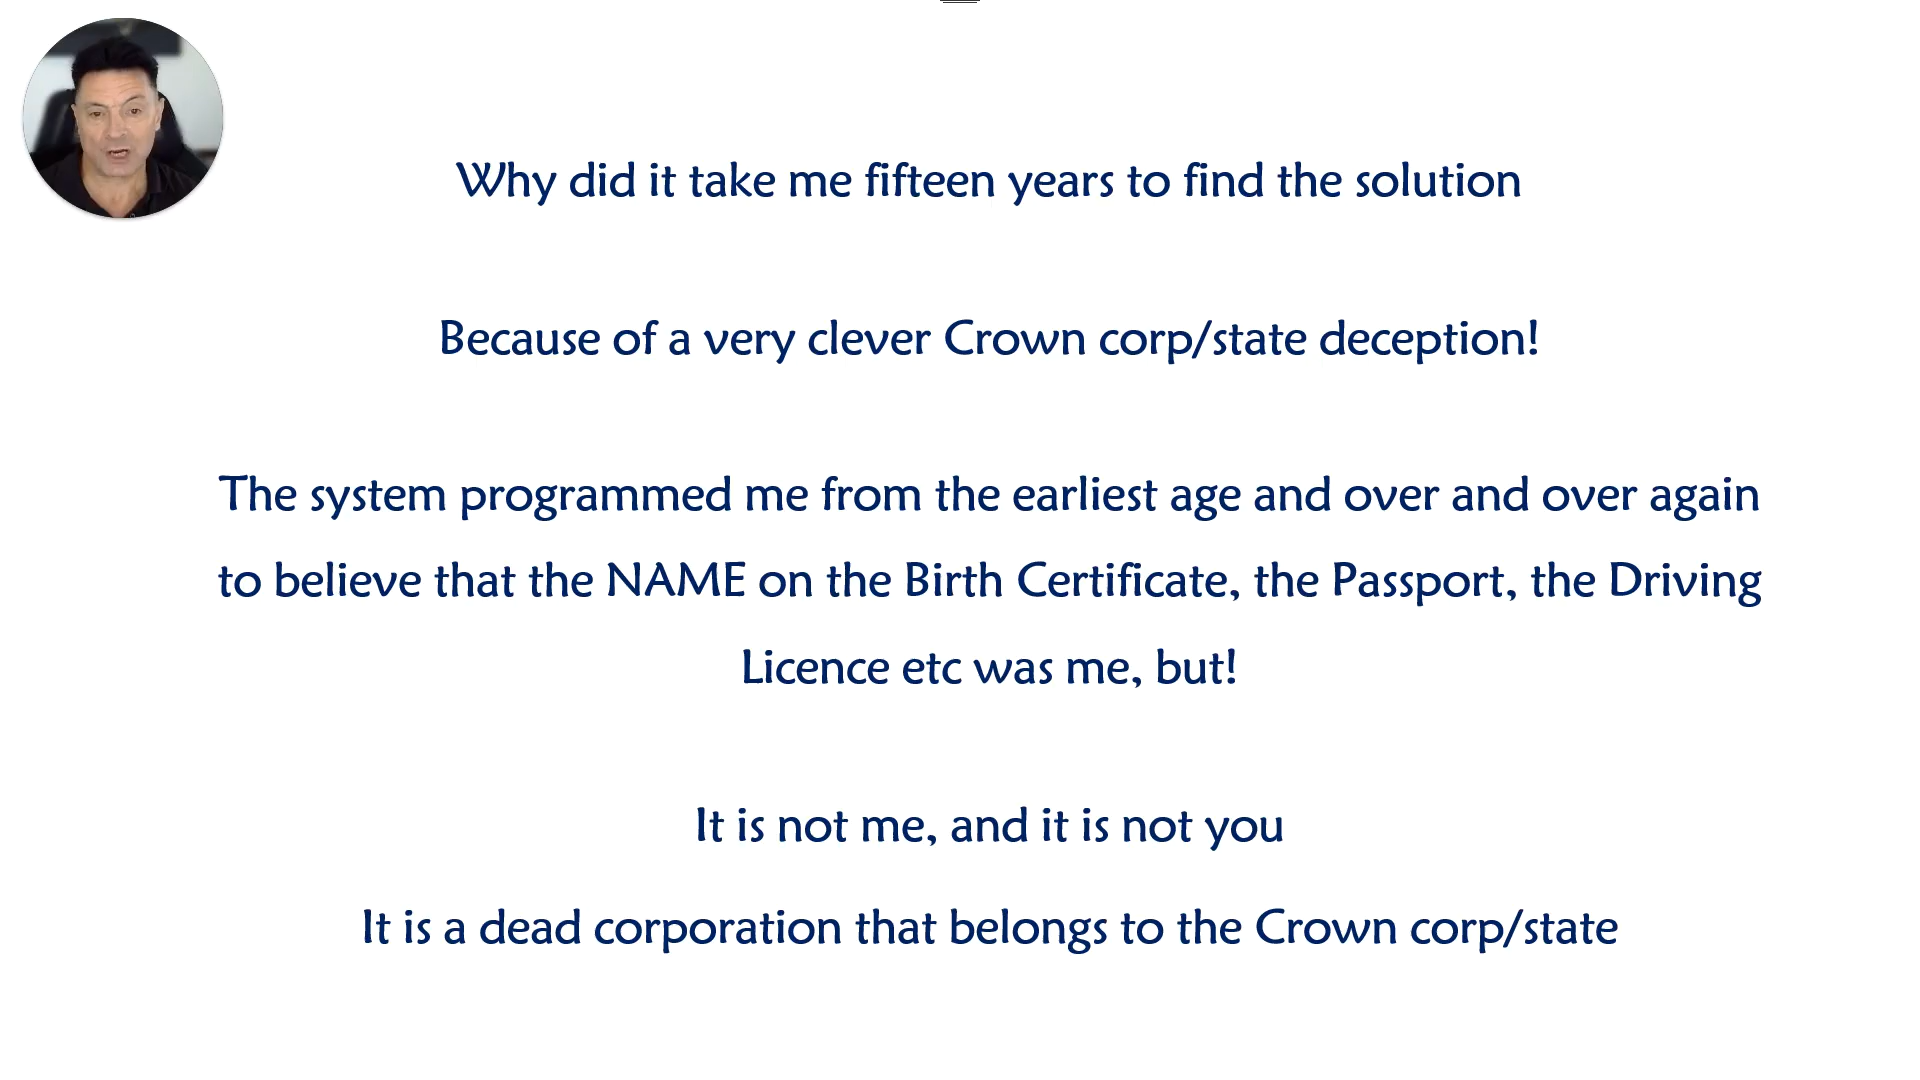 Why did it take me fifteen years to find the solution
Because of a very clever Crown corp/state deception!
The system programmed me from the earliest age and over and over again
to believe that the NAME on the Birth Certificate, the Passport, the Driving
Licence etc was me, but!
It is not me, and it is not you
It is a dead corporation that belongs to the Crown corp/state